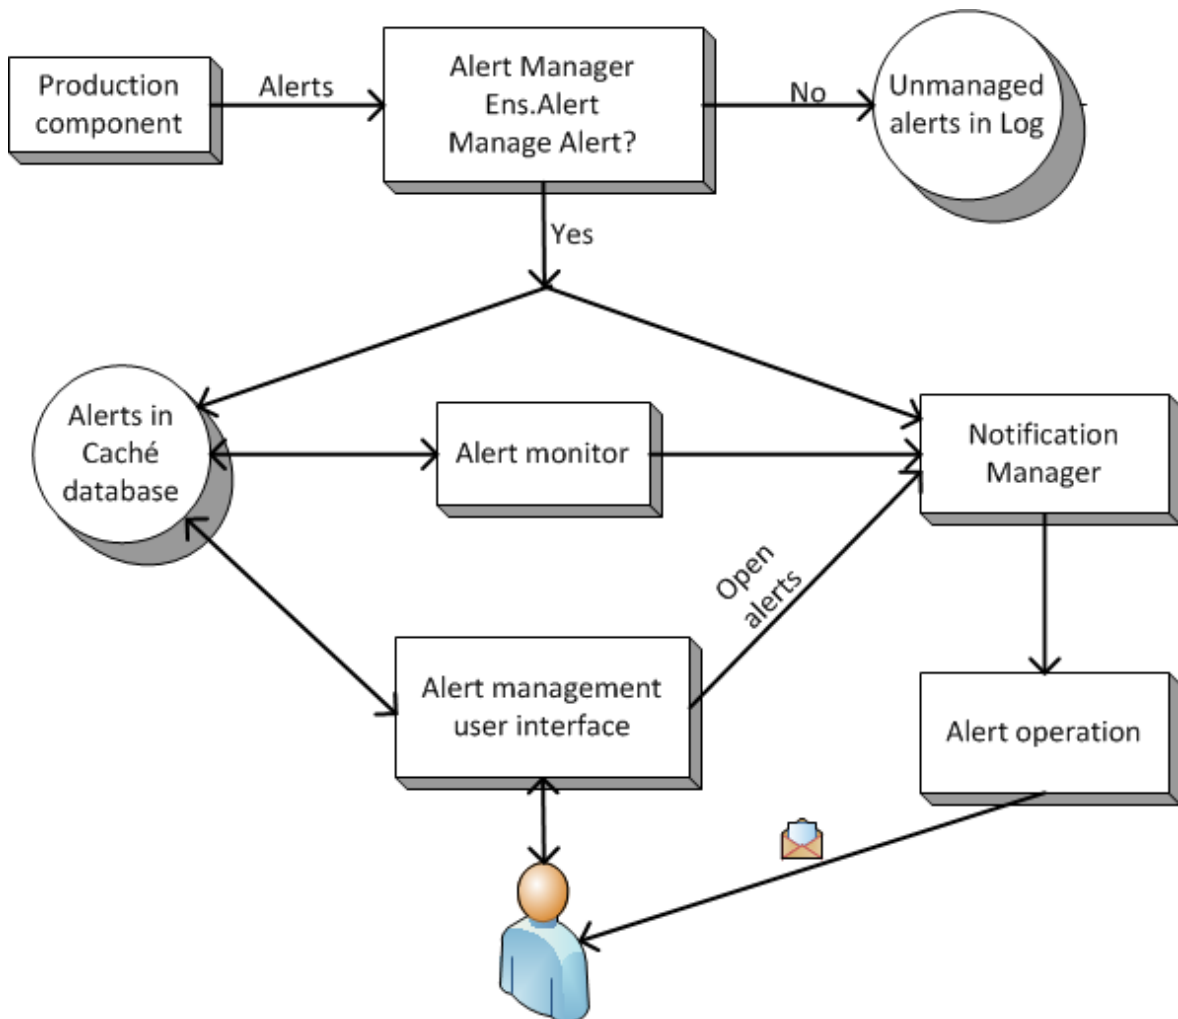 Production
component
Alerts
Alert Manager
Ens.Alert
Manage Alert?
No
Unmanaged
alerts in Log
Yes
Alerts in
Caché
database
Alert monitor
Notification
Manager
Open
alerts
Alert management
user interface
Alert operation